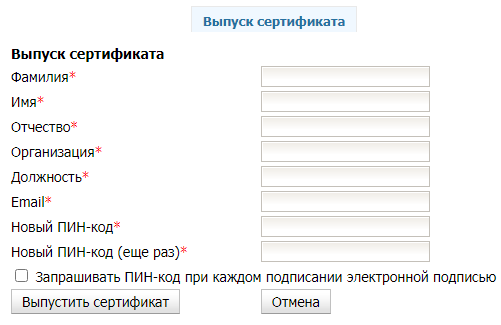 Выпуск сертификата
Выпуск сертификата
Фамилия*
Имя*
Отчество*
Организация*
Должность*
Email*
Новый ПИН-код*
Новый ПИН-код (еще раз)*
Запрашивать ПИН-код при каждом подписании электронной подписью
Выпустить сертификат Отмена